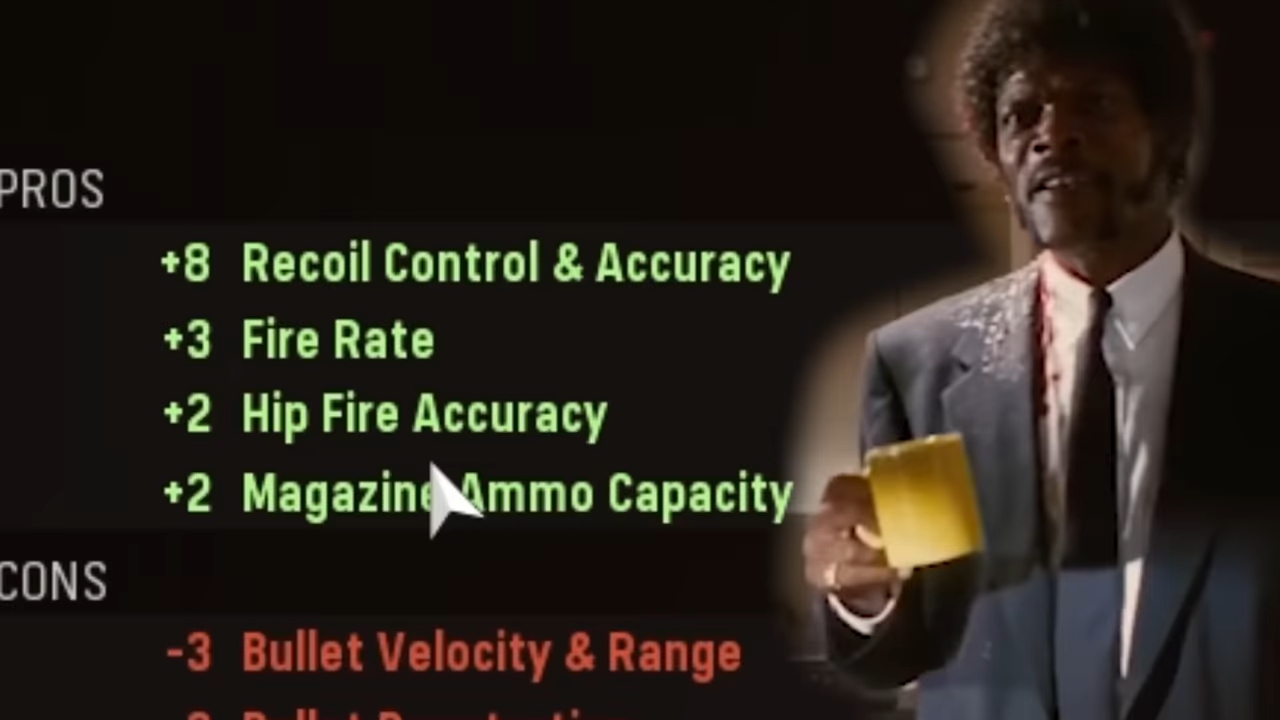 PROS
+8 Recoil Control & Accuracy
+3 Fire Rate
+2 Hip Fire Accuracy
+2 Magazine Ammo Capacity
CONS
-3 Bullet Velocity & Range